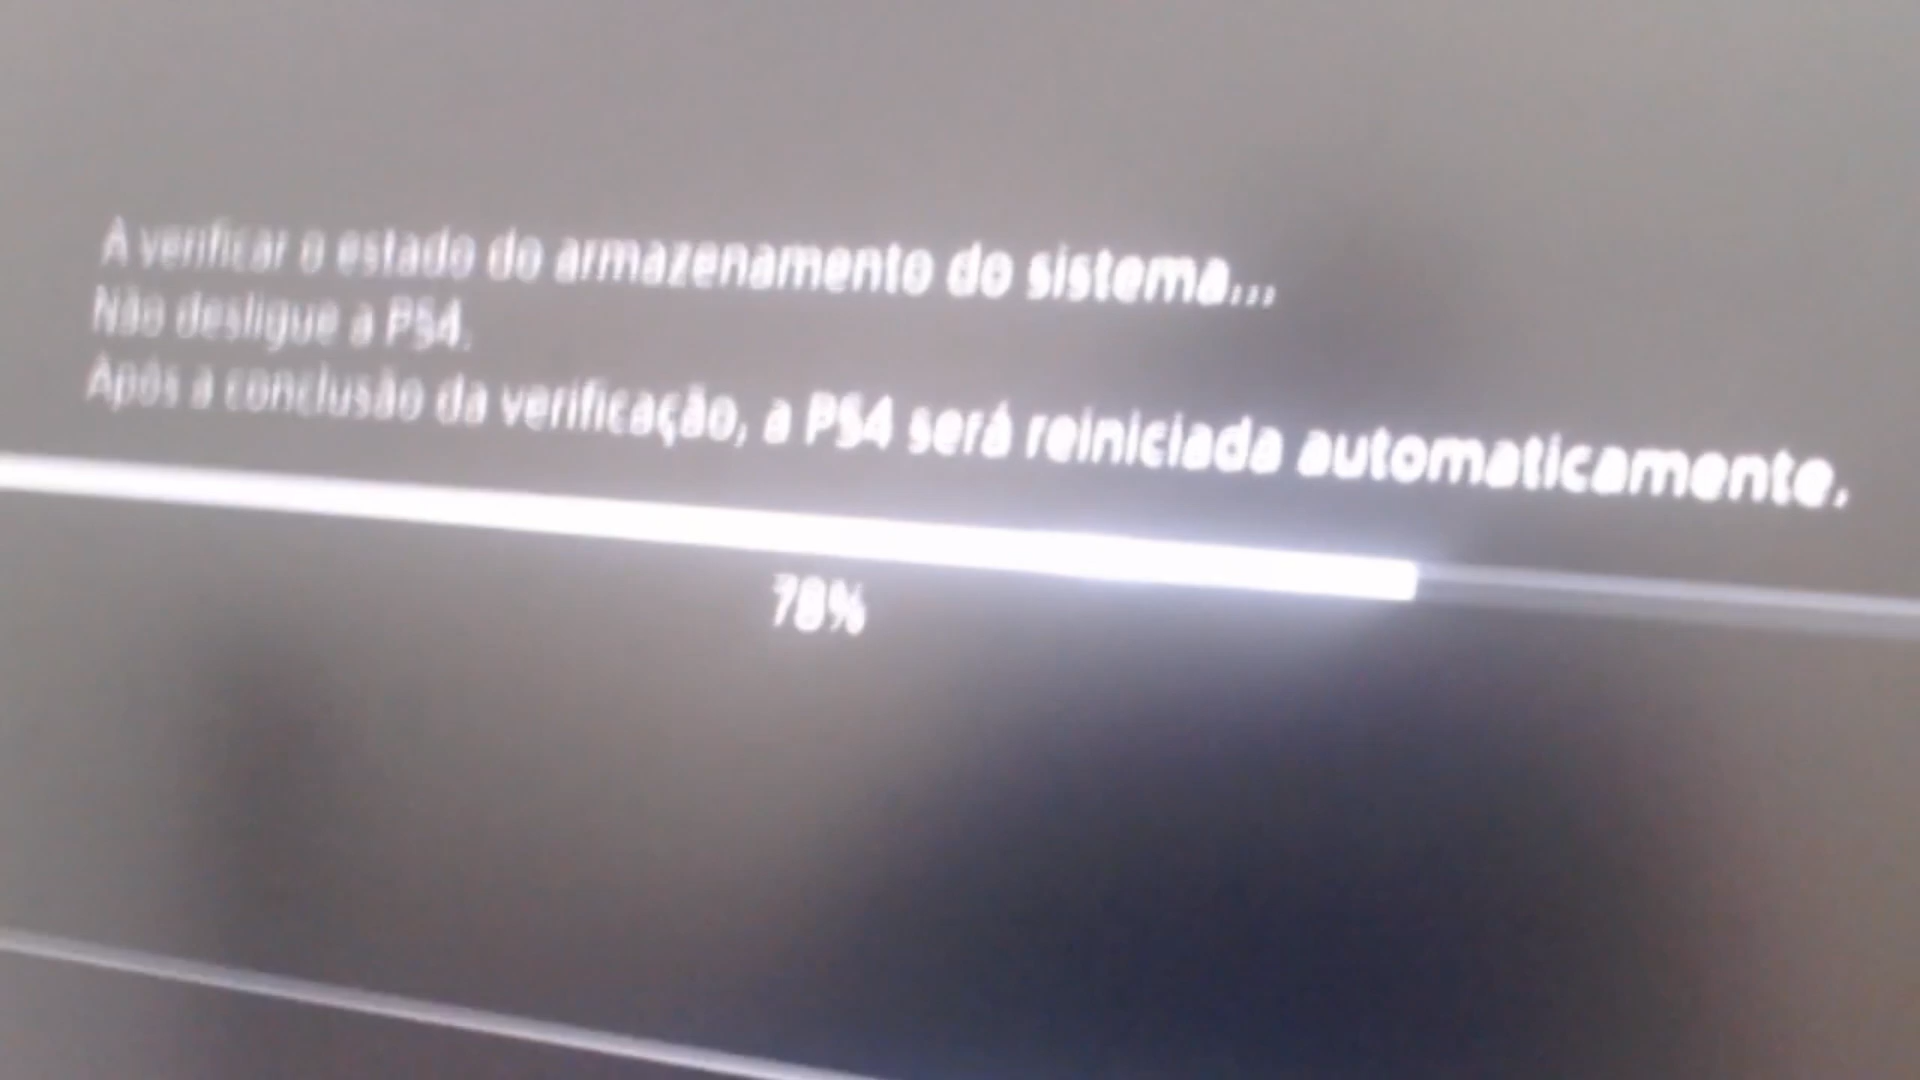 A verificar o estado do armazenamento do sistema...
Não desligue a PS4.
Após a conclusão da verificação, a PS4 será reiniciada automaticamente.
78%